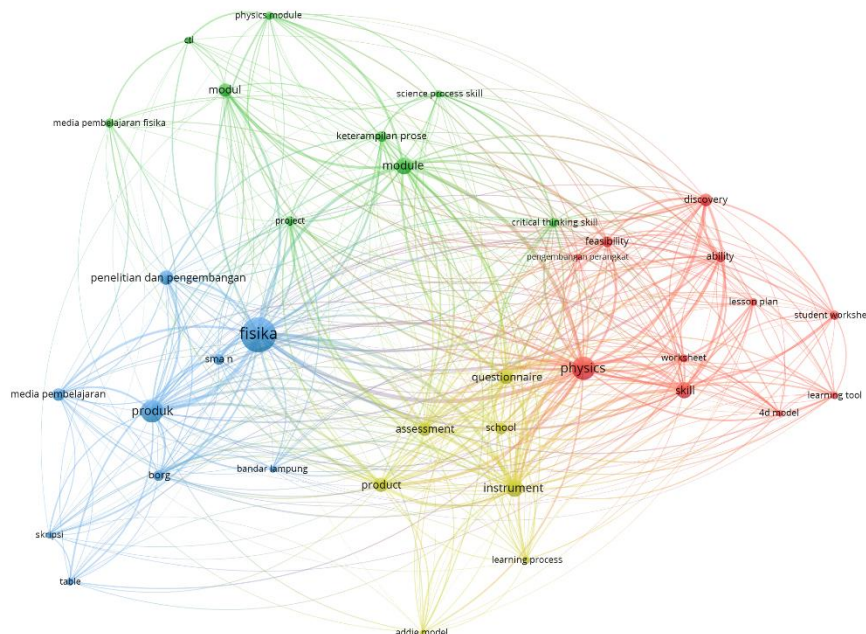 physics module
cti
modul
science process skill
media pembelajaran fisika
keterampilan prose
module
discovery
project
critical thinking skill
feasibility
pengembangan perangkat
ability
penelitian dan pengembangan
lesson plan
student workshe
fisika
sma n
worksheet
physics
questionnaire
skill
media pembelajaran
learning tool
produk
4d model
assessment
school
bandar lampung
borg
product
instrument
skripsi
learning process
table
addie model